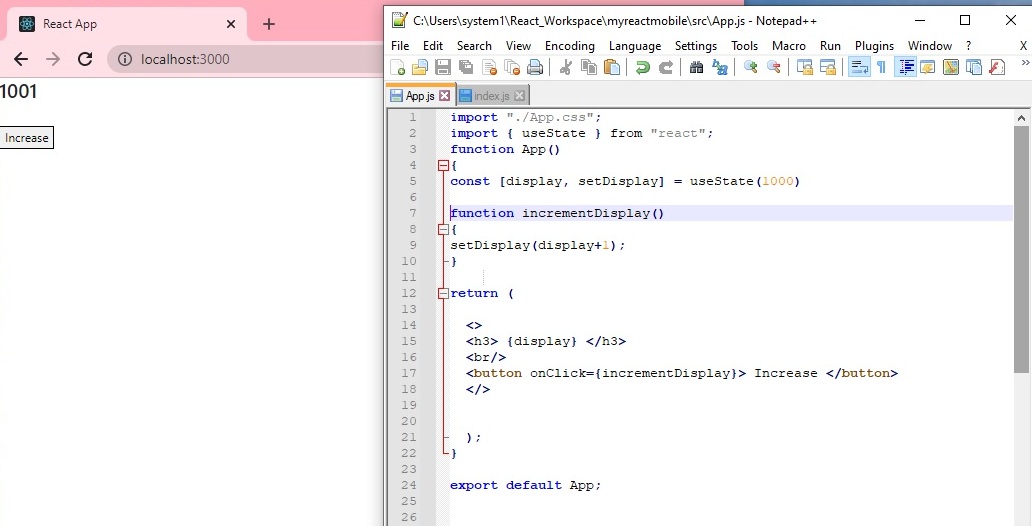 React App
localhost:3000
1001
Increase
C:\Users\system1\React_Workspace\myreactmobile\src\App.js - Notepad++
File Edit Search View Encoding Language Settings Tools Macro Run Plugins Window ? X
App.js index.js
1 import "./App.css";
2 import { useState } from "react";
3 function App()
4 {
5 const [display, setDisplay] = useState(1000)
6
7 function incrementDisplay()
8 {
9 setDisplay(display+1);
10 }
11
12 return (
13
14 <>
15 <h3> {display} </h3>
16 <br/>
17 <button onClick={incrementDisplay}> Increase </button>
18 </>
19
20
21 );
22 }
23
24 export default App;
25
26